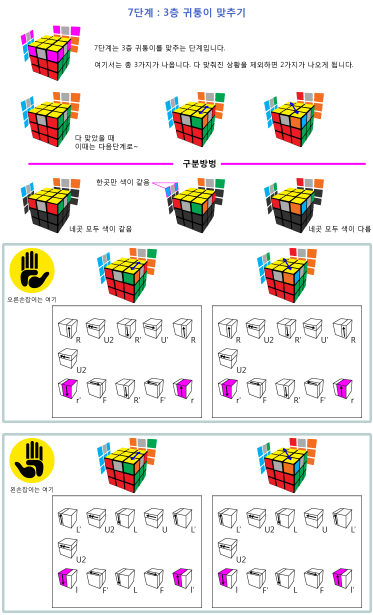 7단계 : 3층 귀퉁이 맞추기
7단계는 3층 귀퉁이를 맞추는 단계입니다.
여기서는 총 3가지가 나옵니다. 다 맞춰진 상황을 제외하면 2가지가 나오게 됩니다.
다 맞았을 때
이때는 다음단계로~
구분방법
한곳만 색이 같음
네곳 모두 색이 같음
네곳 모두 색이 다름
오른손잡이는 여기
R U2 R' U' R
U2
r' F R' F' r
R U2 R' U' R
U2
r' F R' F' r
왼손잡이는 여기
L' U2 L U L'
U2
l F' L F l'
L' U2 L U L'
U2
l F' L F l'